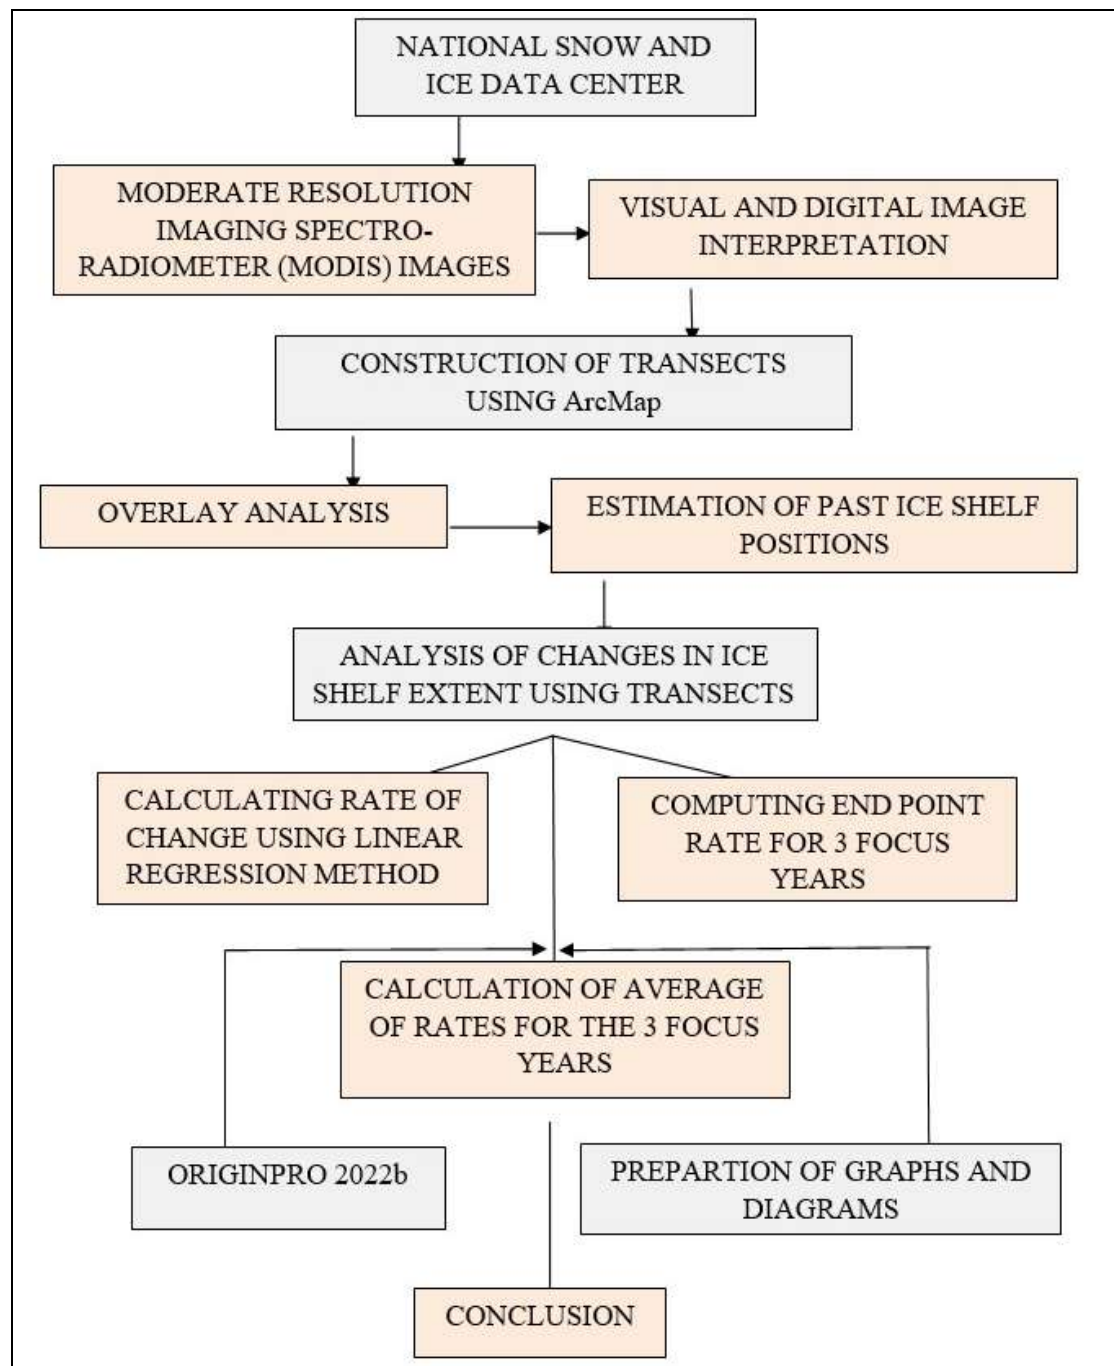 NATIONAL SNOW AND
ICE DATA CENTER
MODERATE RESOLUTION
IMAGING SPECTRO-
RADIOMETER (MODIS) IMAGES
VISUAL AND DIGITAL IMAGE
INTERPRETATION
CONSTRUCTION OF TRANSECTS
USING ArcMap
OVERLAY ANALYSIS
ESTIMATION OF PAST ICE SHELF
POSITIONS
ANALYSIS OF CHANGES IN ICE
SHELF EXTENT USING TRANSECTS
CALCULATING RATE OF
CHANGE USING LINEAR
REGRESSION METHOD
COMPUTING END POINT
RATE FOR 3 FOCUS
YEARS
CALCULATION OF AVERAGE
OF RATES FOR THE 3 FOCUS
YEARS
ORIGINPRO 2022b
PREPARTION OF GRAPHS AND
DIAGRAMS
CONCLUSION